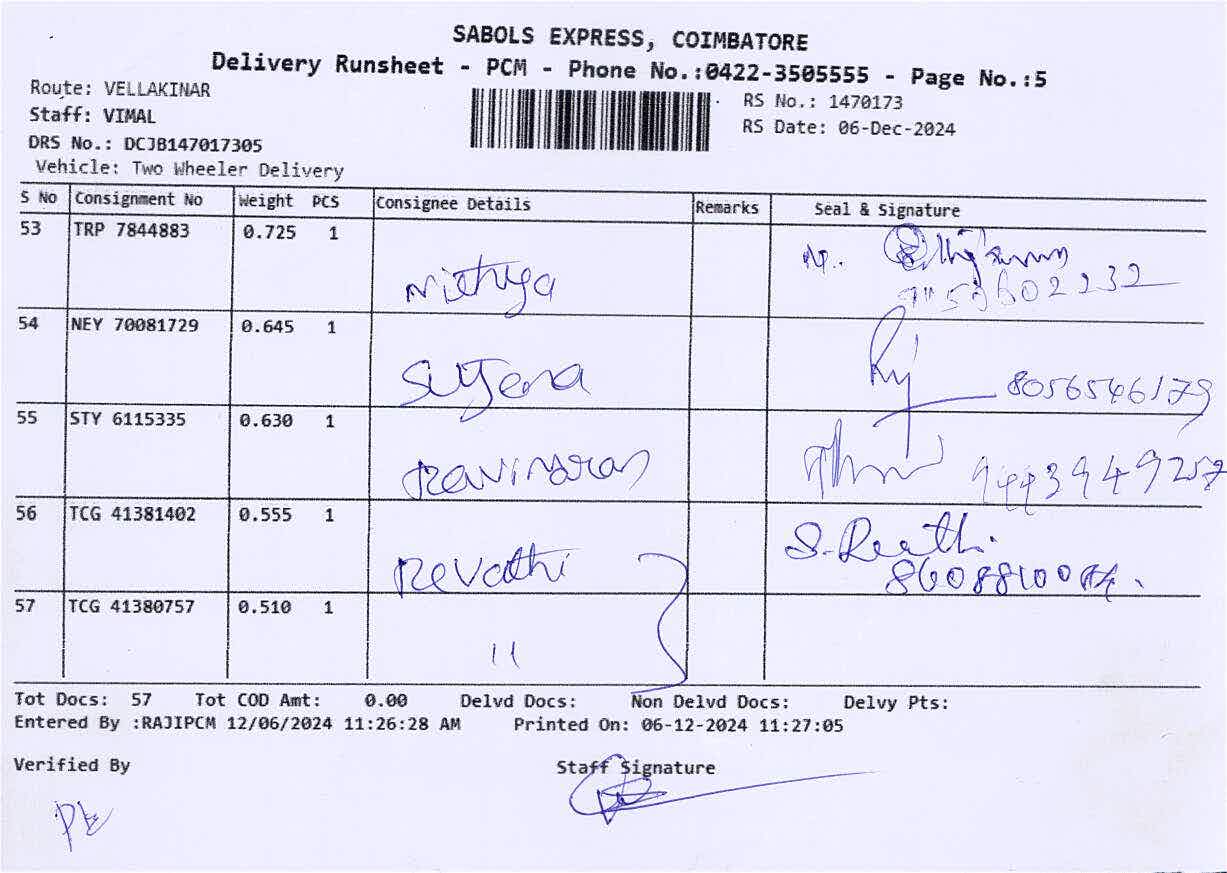 SABOLS EXPRESS, COIMBATORE
Delivery Runsheet - PCM - Phone No.:0422-3505555 - Page No.:5
Route: VELLAKINAR
Staff: VIMAL
DRS No.: DCJB147017305
Vehicle: Two Wheeler Delivery
RS No.: 1470173
RS Date: 06-Dec-2024
S No Consignment No Weight PCS Consignee Details Remarks Seal & Signature
53 TRP 7844883 0.725 1
Nithya
54 NEY 70081729 0.645 1
Sujena
8056546179
55 STY 6115335 0.630 1
Ravindran
9443949257
56 TCG 41381402 0.555 1
Revathi
57 TCG 41380757 0.510 1
11
Tot Docs: 57 Tot COD Amt: 0.00 Delvd Docs: Non Delvd Docs: Delvy Pts:
Entered By :RAJIPCM 12/06/2024 11:26:28 AM Printed On: 06-12-2024 11:27:05
Verified By Staff Signature